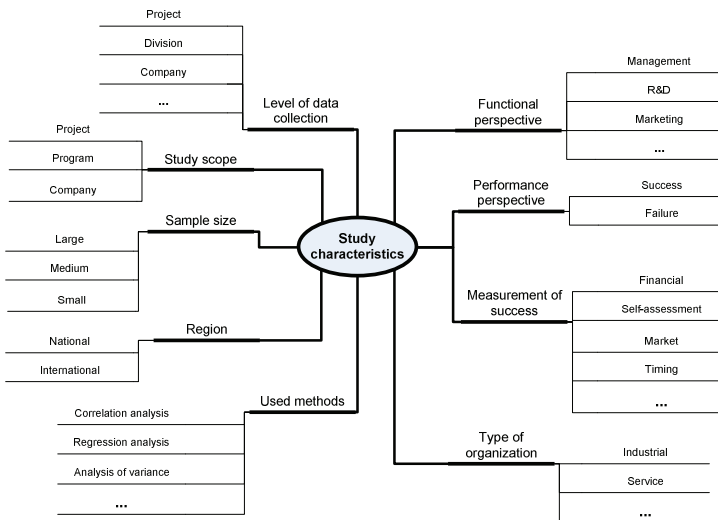 Project
Division
Company
...
Level of data
collection
Project
Program
Company
Study scope
Large
Medium
Small
Sample size
National
International
Region
Correlation analysis
Regression analysis
Analysis of variance
...
Used methods
Study
characteristics
Functional
perspective
Management
R&D
Marketing
...
Performance
perspective
Success
Failure
Measurement of
success
Financial
Self-assessment
Market
Timing
...
Type of
organization
Industrial
Service
...